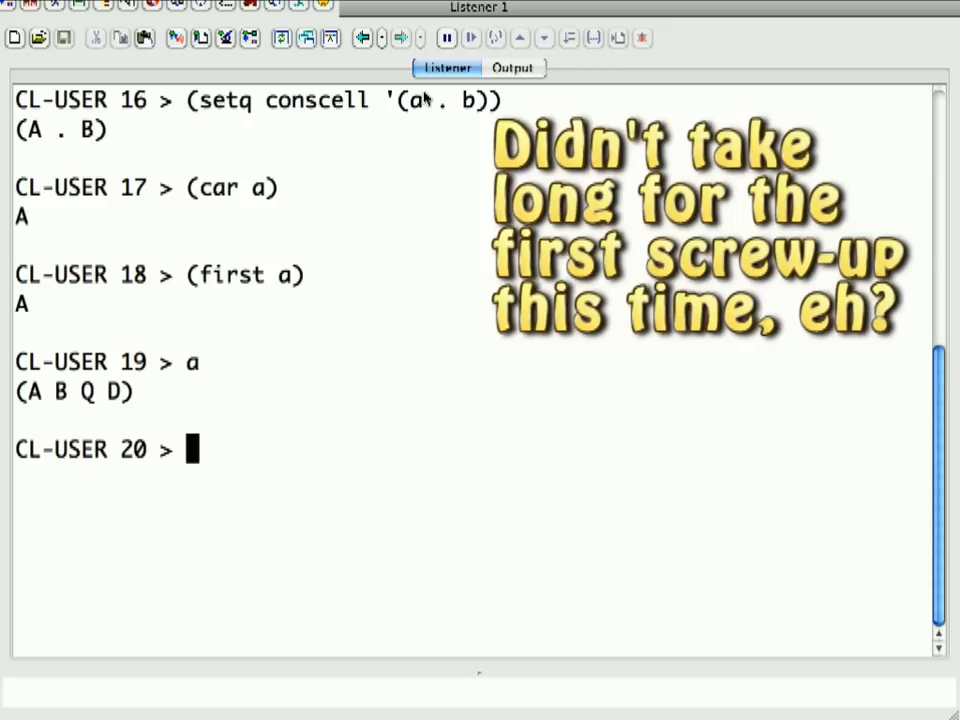 Listener 1
Listener Output
CL-USER 16 > (setq conscell '(a . b))
(A . B)
CL-USER 17 > (car a)
A
CL-USER 18 > (first a)
A
CL-USER 19 > a
(A B Q D)
CL-USER 20 >
Didn't take
long for the
first screw-up
this time, eh?